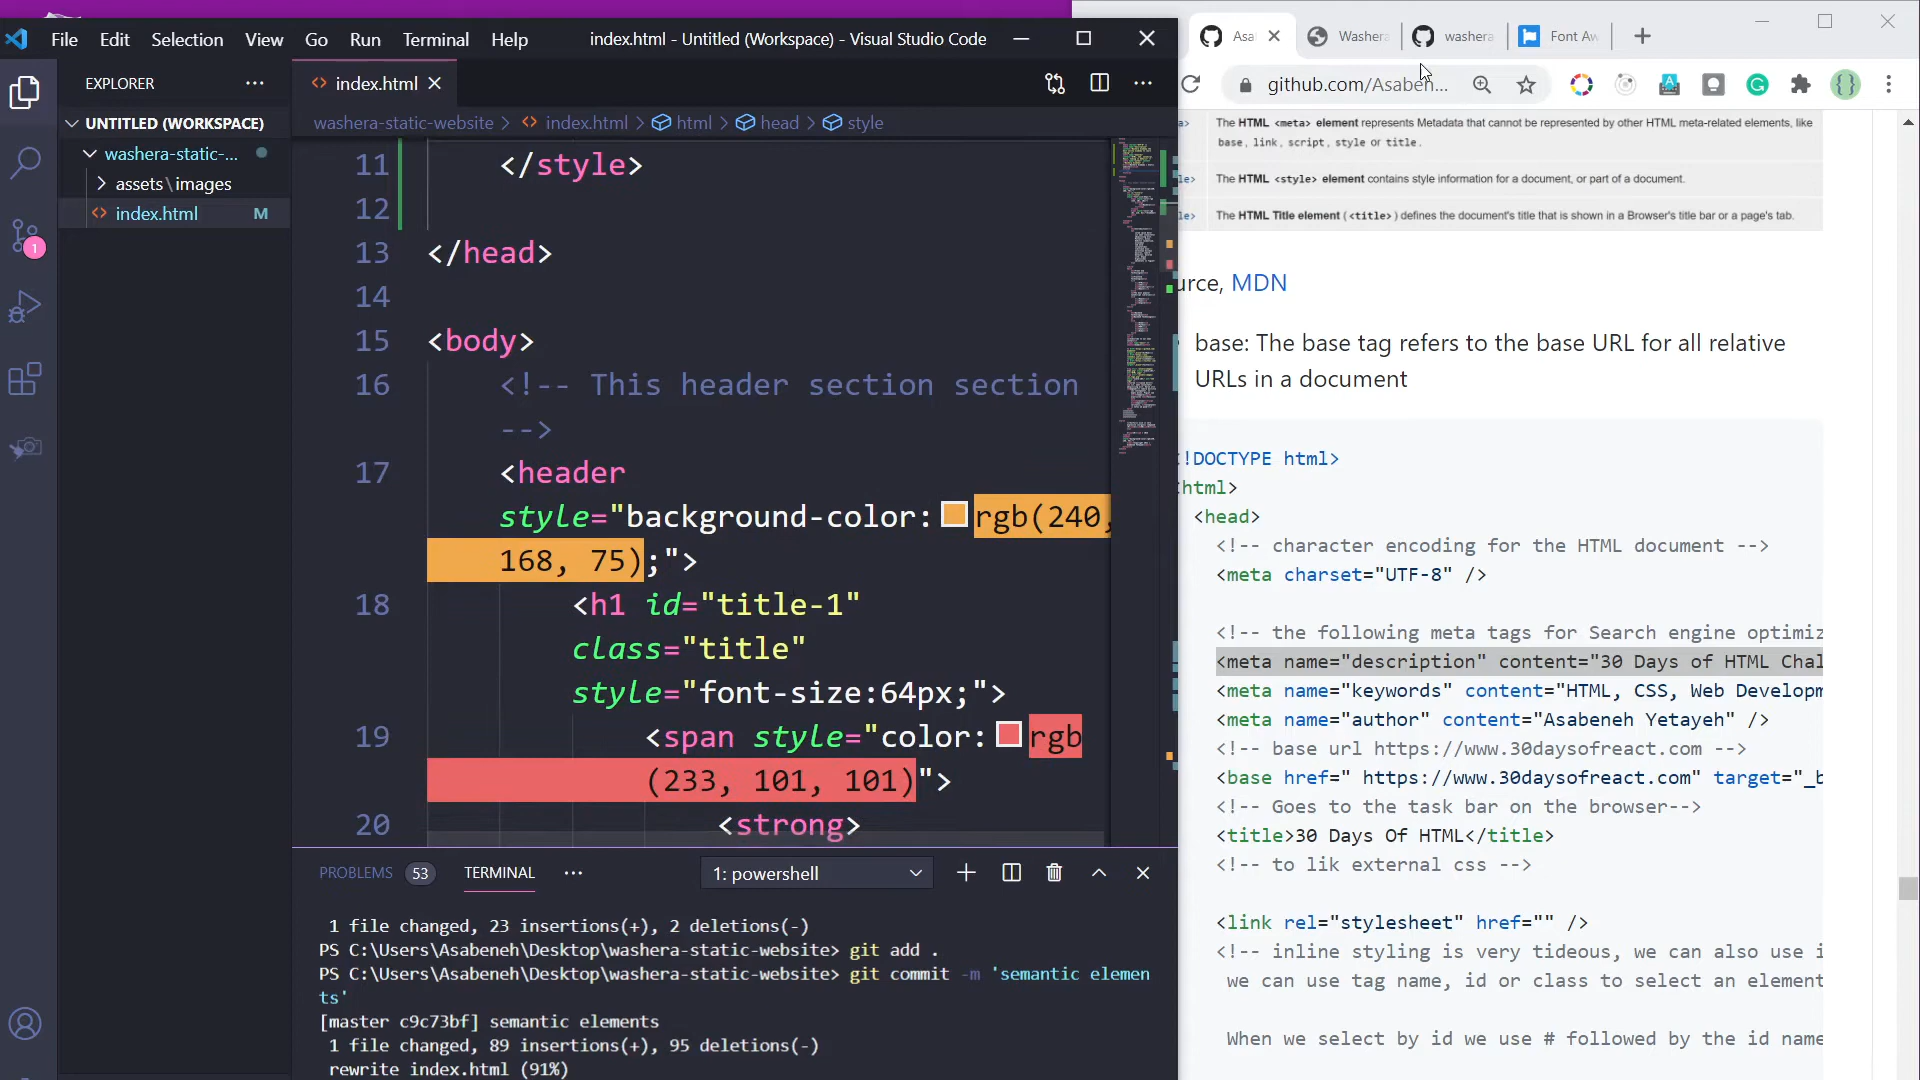 File Edit Selection View Go Run Terminal Help
index.html - Untitled (Workspace) - Visual Studio Code
EXPLORER
UNTITLED (WORKSPACE)
washera-static-...
assets\images
index.html M
1
index.html
washera-static-website > index.html > html > head > style
11 </style>
12
13 </head>
14
15 <body>
16 <!-- This header section section
-->
17 <header
style="background-color: rgb(240,
168, 75);">
18 <h1 id="title-1"
class="title"
style="font-size:64px;">
19 <span style="color: rgb
(233, 101, 101)">
20 <strong>
PROBLEMS 53 TERMINAL
1: powershell
1 file changed, 23 insertions(+), 2 deletions(-)
PS C:\Users\Asabeneh\Desktop\washera-static-website> git add .
PS C:\Users\Asabeneh\Desktop\washera-static-website> git commit -m 'semantic elemen
ts'
[master c9c73bf] semantic elements
1 file changed, 89 insertions(+), 95 deletions(-)
rewrite index.html (91%)
Asa
Washera
washera
Font Aw
github.com/Asaben...
The HTML <meta> element represents Metadata that cannot be represented by other HTML meta-related elements, like
base, link, script, style or title.
The HTML <style> element contains style information for a document, or part of a document.
The HTML Title element (<title>) defines the document's title that is shown in a Browser's title bar or a page's tab.
urce, MDN
base: The base tag refers to the base URL for all relative
URLs in a document
!DOCTYPE html>
html>
<head>
<!-- character encoding for the HTML document -->
<meta charset="UTF-8" />
<!-- the following meta tags for Search engine optimiz
<meta name="description" content="30 Days of HTML Chal
<meta name="keywords" content="HTML, CSS, Web Developm
<meta name="author" content="Asabeneh Yetayeh" />
<!-- base url https://www.30daysofreact.com -->
<base href=" https://www.30daysofreact.com" target="_b
<!-- Goes to the task bar on the browser-->
<title>30 Days Of HTML</title>
<!-- to lik external css -->
<link rel="stylesheet" href="" />
<!-- inline styling is very tideous, we can also use i
we can use tag name, id or class to select an element
When we select by id we use # followed by the id name